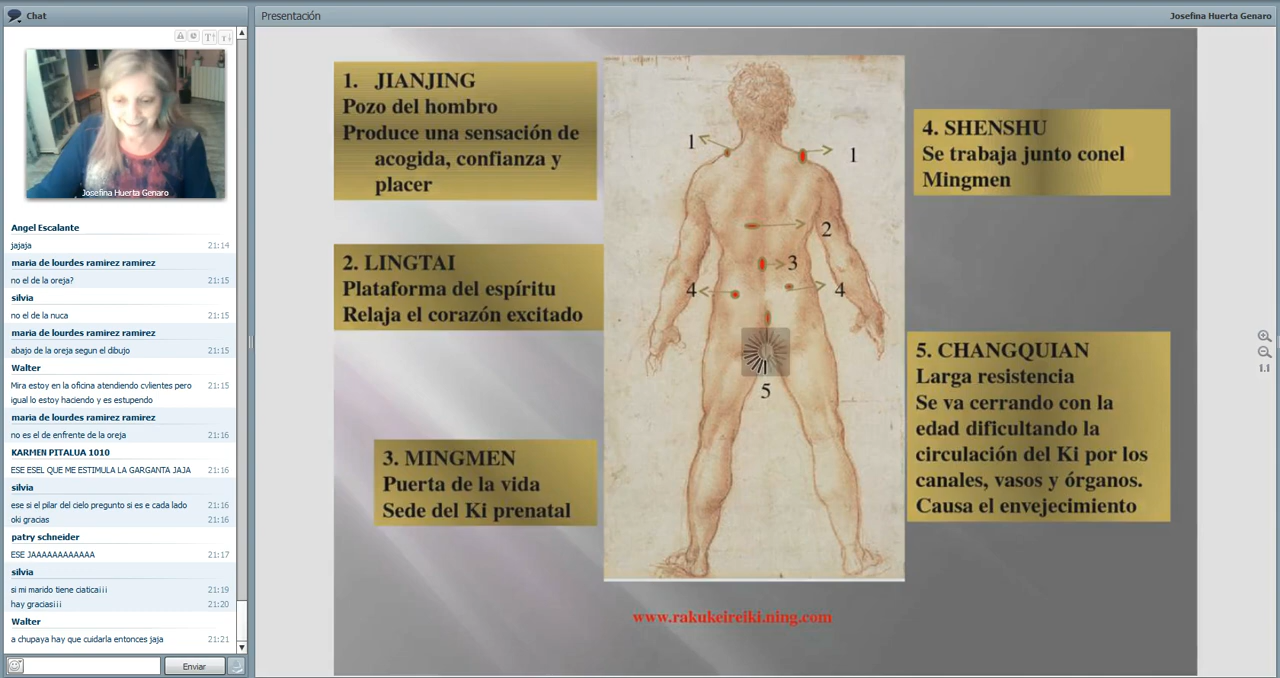 Chat
Josefina Huerta Genaro
Angel Escalante
jajaja 21:14
maria de lourdes ramirez ramirez
no el de la oreja? 21:15
silvia
no el de la nuca 21:15
maria de lourdes ramirez ramirez
abajo de la oreja segun el dibujo 21:15
Walter
Mira estoy en la oficina atendiendo cvlientes pero 21:15
igual lo estoy haciendo y es estupendo
maria de lourdes ramirez ramirez
no es el de enfrente de la oreja 21:16
KARMEN PITALUA 1010
ESE ESEL QUE ME ESTIMULA LA GARGANTA JAJA 21:16
silvia
ese si el pilar del cielo pregunto si es e cada lado 21:16
oki gracias 21:16
patry schneider
ESE JAAAAAAAAAAAA 21:17
silvia
si mi marido tiene ciatica¡¡¡ 21:19
hay gracias¡¡¡ 21:20
Walter
a chupaya hay que cuidarla entonces jaja 21:21
Enviar
Presentación
Josefina Huerta Genaro
1. JIANJING
Pozo del hombro
Produce una sensación de
acogida, confianza y
placer
2. LINGTAI
Plataforma del espíritu
Relaja el corazón excitado
3. MINGMEN
Puerta de la vida
Sede del Ki prenatal
1
1
2
3
4
4
5
4. SHENSHU
Se trabaja junto conel
Mingmen
5. CHANGQUIAN
Larga resistencia
Se va cerrando con la
edad dificultando la
circulación del Ki por los
canales, vasos y órganos.
Causa el envejecimiento
www.rakukeireiki.ning.com
1.1